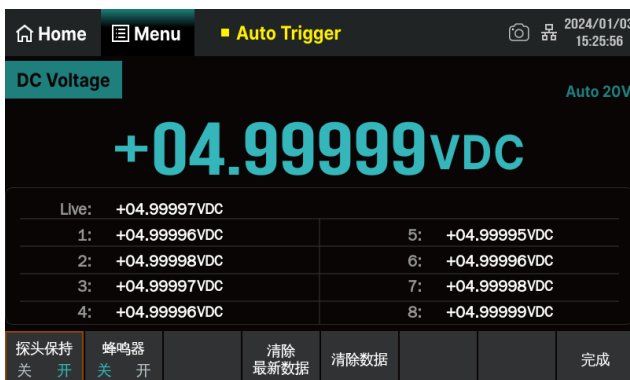 Home Menu Auto Trigger 2024/01/03
15:25:56
DC Voltage
Auto 20V
+04.99999VDC
Live: +04.99997VDC
1: +04.99996VDC 5: +04.99995VDC
2: +04.99998VDC 6: +04.99996VDC
3: +04.99997VDC 7: +04.99998VDC
4: +04.99996VDC 8: +04.99999VDC
探头保持 蜂鸣器 清除 清除数据 完成
关 开 关 开 最新数据